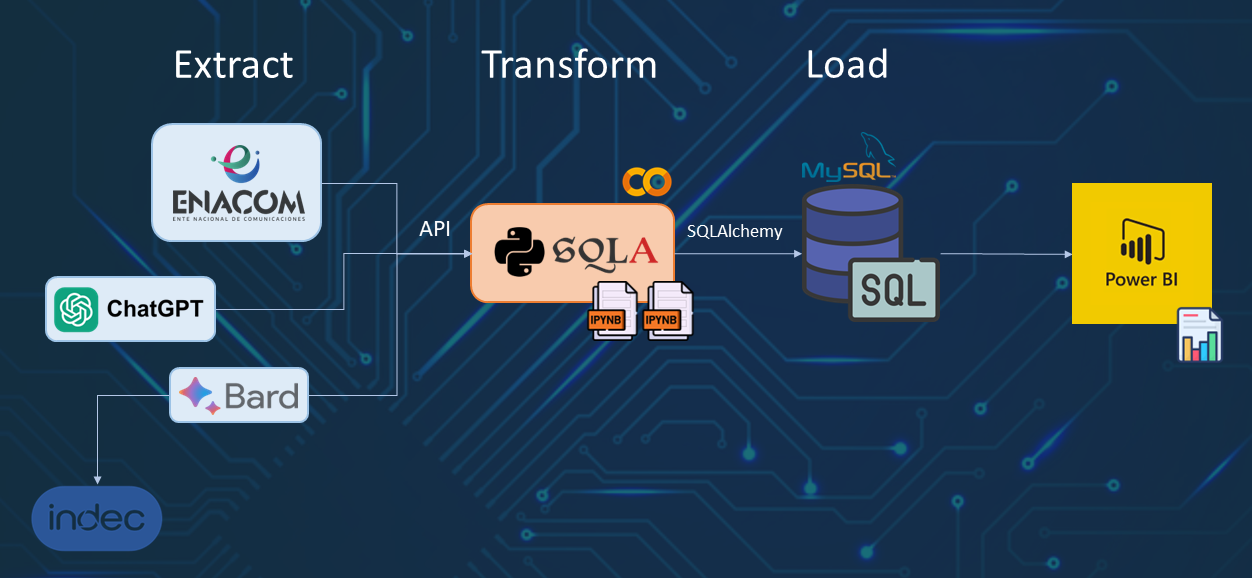 Extract
Transform
Load
ENACOM
ENTE NACIONAL DE COMUNICACIONES
API
SQLA
SQLAlchemy
MySQL
SQL
Power BI
ChatGPT
IPYNB
IPYNB
Bard
indec